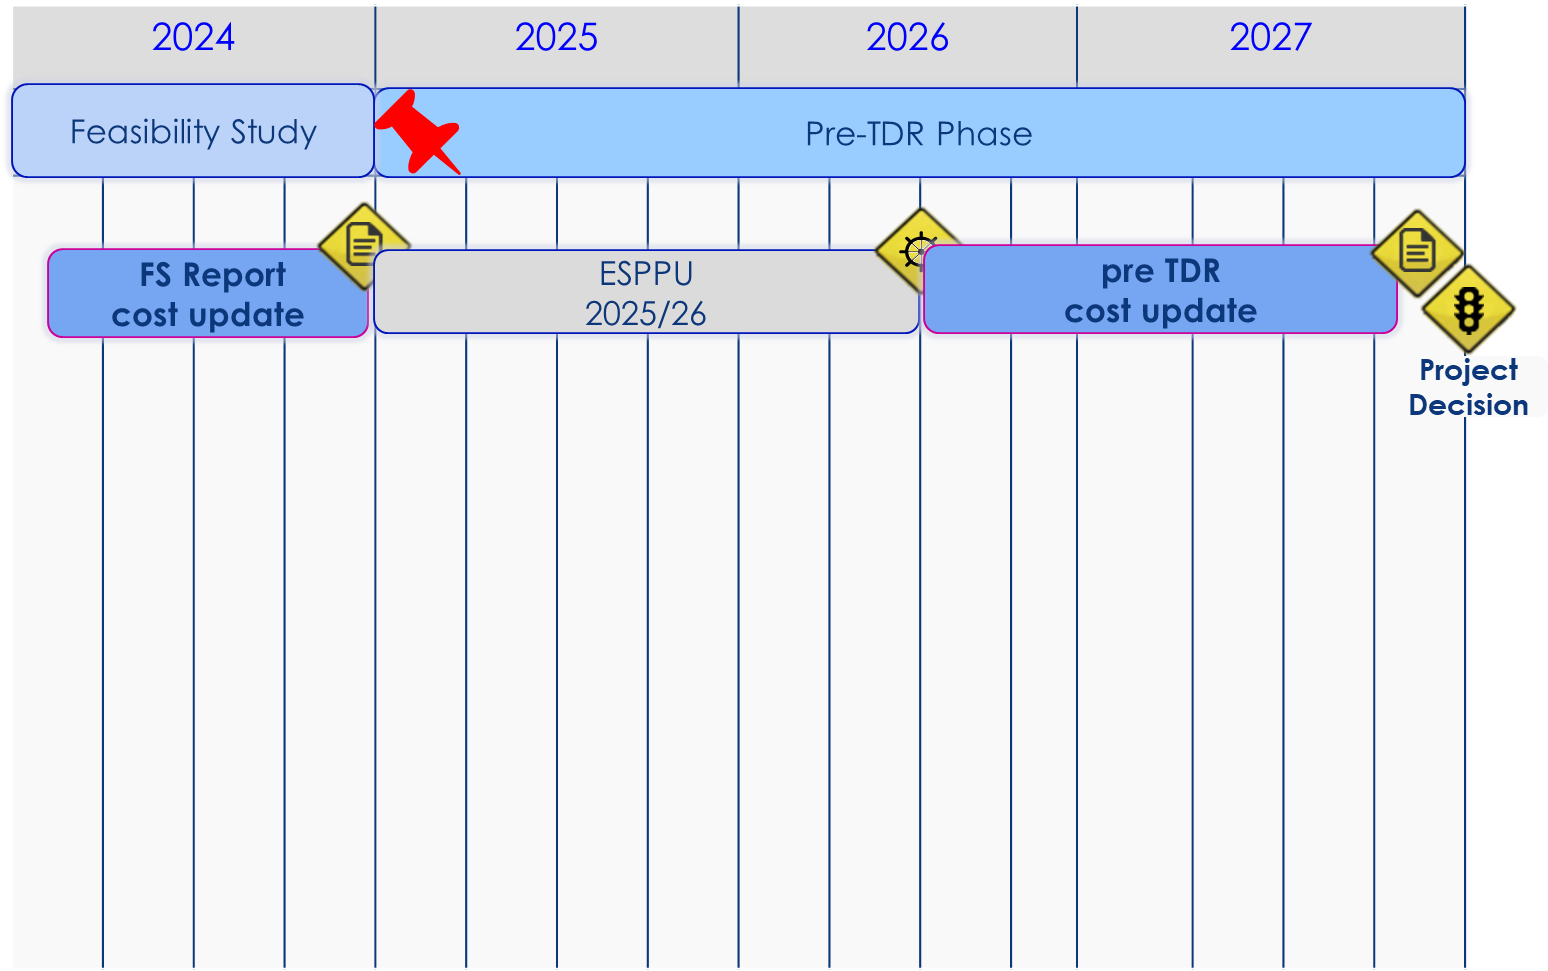 2024
2025
2026
2027
Feasibility Study
Pre-TDR Phase
FS Report
cost update
ESPPU
2025/26
pre TDR
cost update
Project
Decision